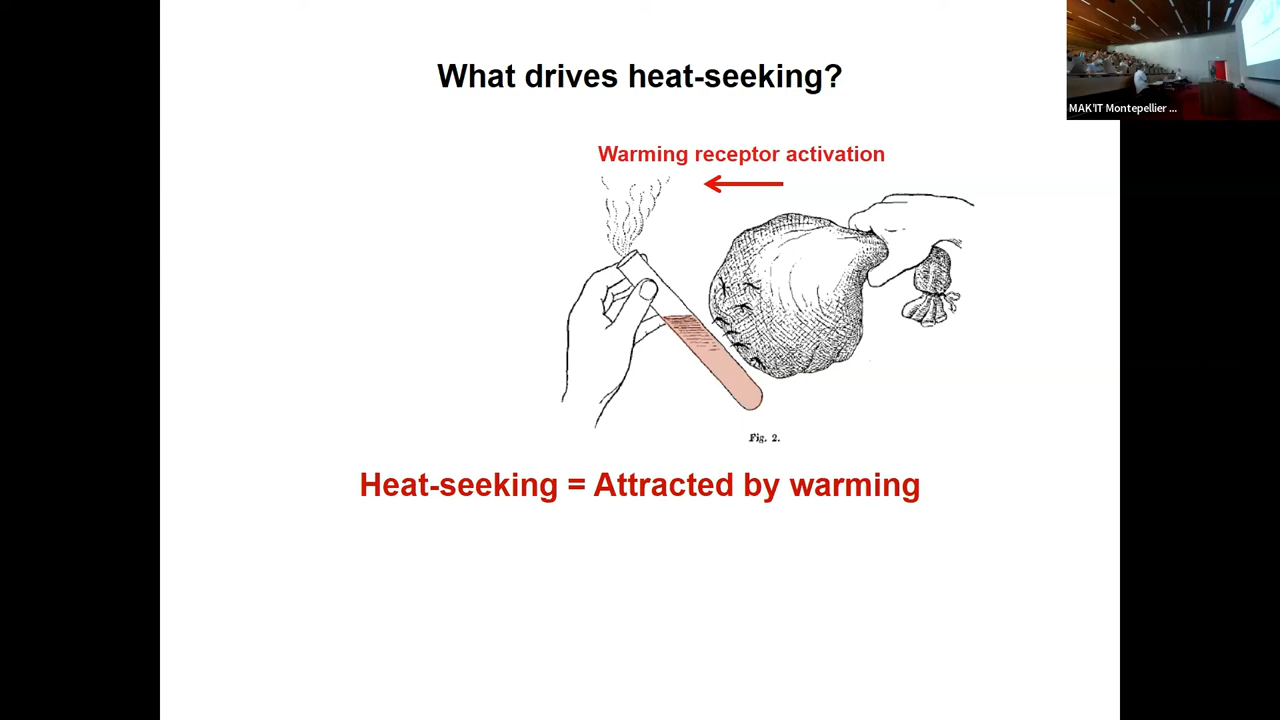 What drives heat-seeking?
MAK'IT Montepellier ...
Warming receptor activation
Fig. 2.
Heat-seeking = Attracted by warming